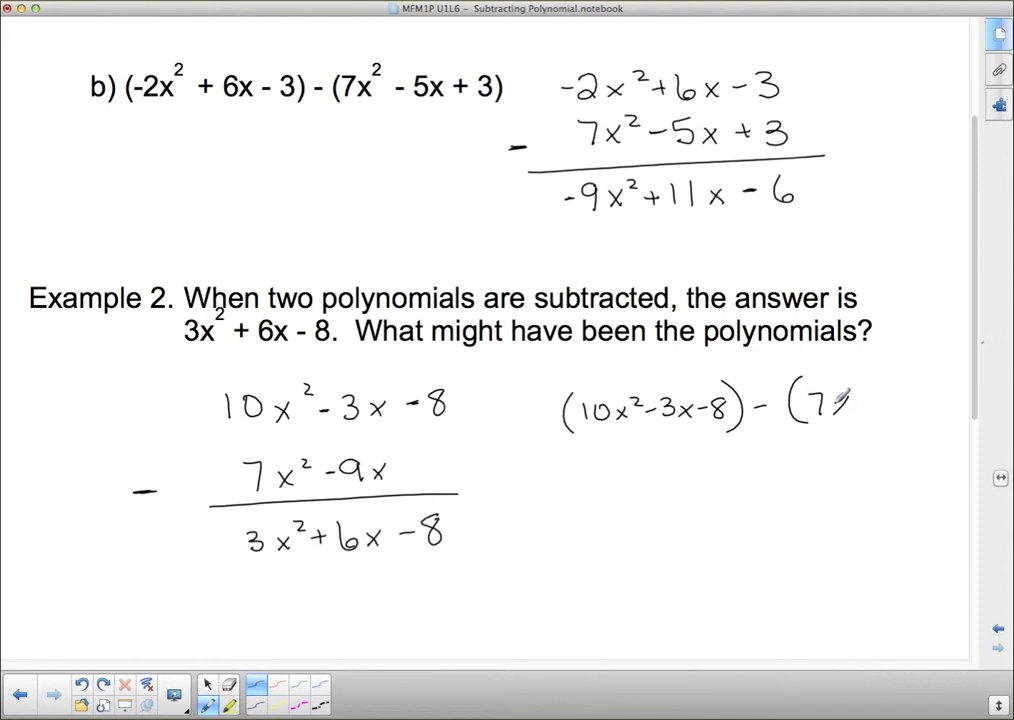 MFM1P U1L6 – Subtracting Polynomial.notebook
b) (-2x² + 6x - 3) - (7x² - 5x + 3)
-2x² + 6x - 3
7x² - 5x + 3
-
-9x² + 11x - 6
Example 2. When two polynomials are subtracted, the answer is
3x² + 6x - 8. What might have been the polynomials?
10x² - 3x - 8
7x² - 9x
-
3x² + 6x - 8
(10x² - 3x - 8) - (7x